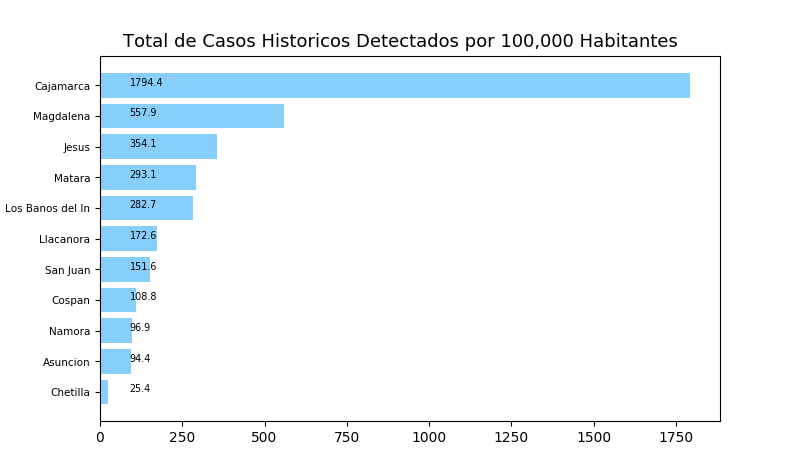 Total de Casos Historicos Detectados por 100,000 Habitantes
Cajamarca 1794.4
Magdalena 557.9
Jesus 354.1
Matara 293.1
Los Banos del In 282.7
Llacanora 172.6
San Juan 151.6
Cospan 108.8
Namora 96.9
Asuncion 94.4
Chetilla 25.4
0 250 500 750 1000 1250 1500 1750